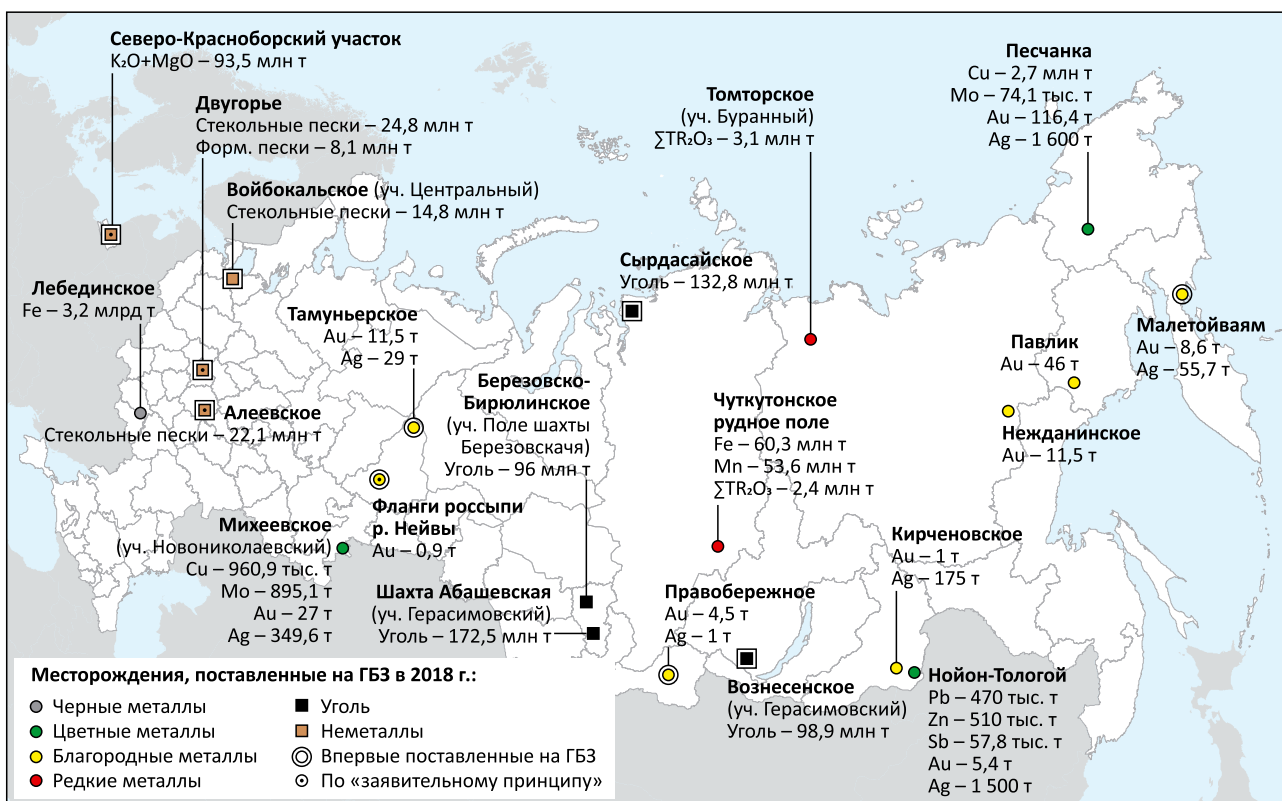 Северо-Красноборский участок
K₂O+MgO – 93,5 млн т
Двугорье
Стекольные пески – 24,8 млн т
Форм. пески – 8,1 млн т
Войбокальское (уч. Центральный)
Стекольные пески – 14,8 млн т
Лебединское
Fe – 3,2 млрд т
Тамуньерское
Au – 11,5 т
Ag – 29 т
Алеевское
Стекольные пески – 22,1 млн т
Березовско-
Бирюлинское
(уч. Поле шахты
Березовскачя)
Уголь – 96 млн т
Фланги россыпи
р. Нейвы
Au – 0,9 т
Михеевское
(уч. Новониколаевский)
Cu – 960,9 тыс. т
Mo – 895,1 т
Au – 27 т
Ag – 349,6 т
Шахта Абашевская
(уч. Герасимовский)
Уголь – 172,5 млн т
Сырдасайское
Уголь – 132,8 млн т
Томторское
(уч. Буранный)
∑TR₂O₃ – 3,1 млн т
Песчанка
Cu – 2,7 млн т
Mo – 74,1 тыс. т
Au – 116,4 т
Ag – 1 600 т
Малетойваям
Au – 8,6 т
Ag – 55,7 т
Павлик
Au – 46 т
Нежданинское
Au – 11,5 т
Чуткутонское
рудное поле
Fe – 60,3 млн т
Mn – 53,6 млн т
∑TR₂O₃ – 2,4 млн т
Кирченовское
Au – 1 т
Ag – 175 т
Правобережное
Au – 4,5 т
Ag – 1 т
Вознесенское
(уч. Герасимовский)
Уголь – 98,9 млн т
Нойон-Тологой
Pb – 470 тыс. т
Zn – 510 тыс. т
Sb – 57,8 тыс. т
Au – 5,4 т
Ag – 1 500 т
Месторождения, поставленные на ГБЗ в 2018 г.:
Черные металлы
Цветные металлы
Благородные металлы
Редкие металлы
Уголь
Неметаллы
Впервые поставленные на ГБЗ
По «заявительному принципу»